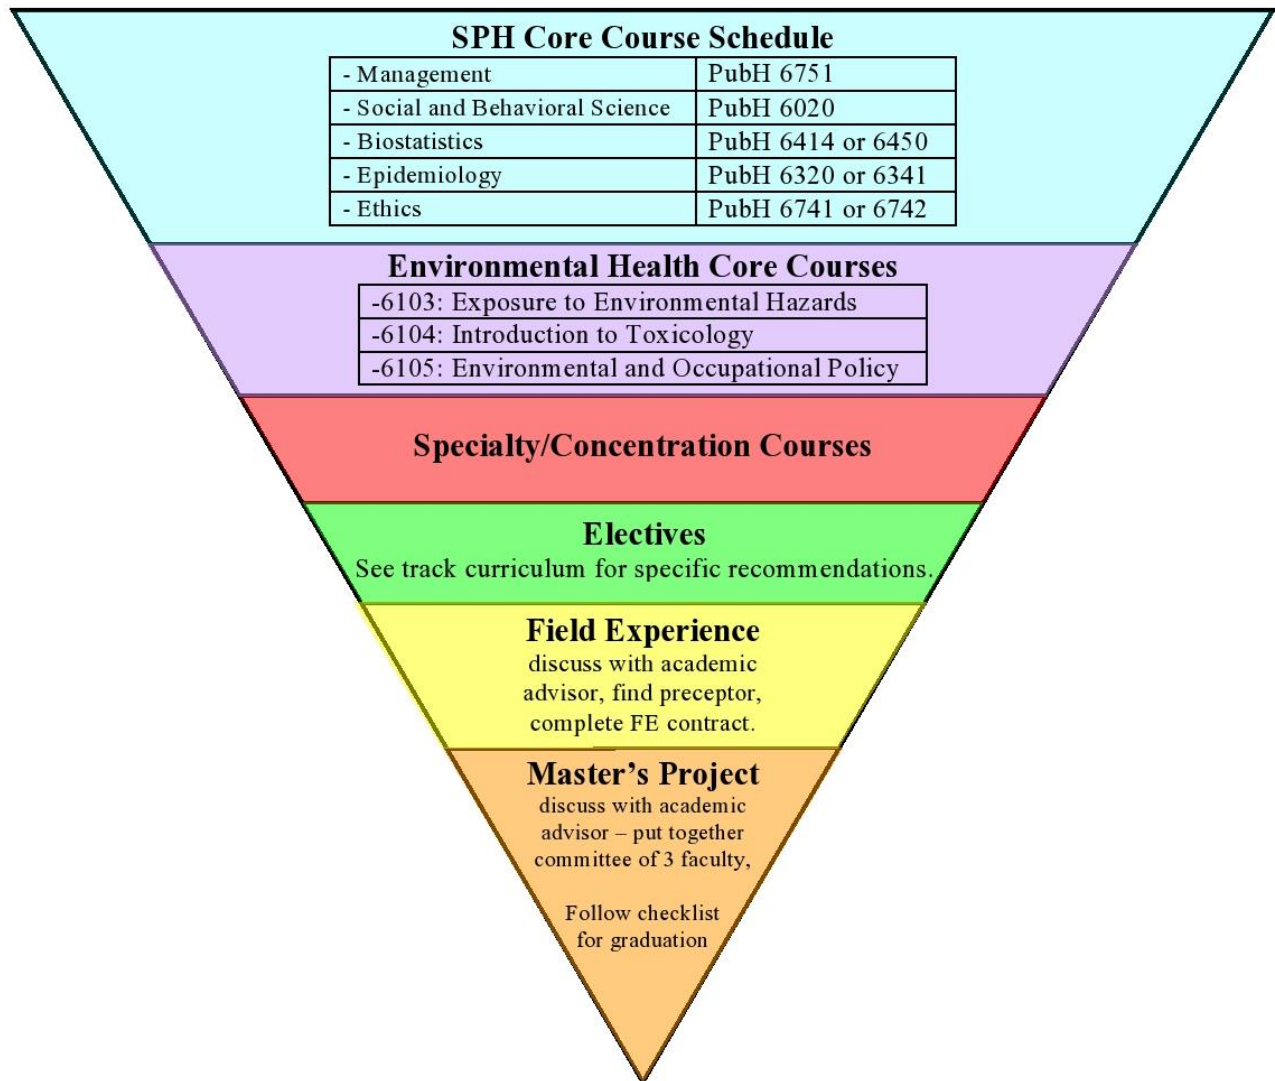 SPH Core Course Schedule
- Management PubH 6751
- Social and Behavioral Science PubH 6020
- Biostatistics PubH 6414 or 6450
- Epidemiology PubH 6320 or 6341
- Ethics PubH 6741 or 6742
Environmental Health Core Courses
-6103: Exposure to Environmental Hazards
-6104: Introduction to Toxicology
-6105: Environmental and Occupational Policy
Specialty/Concentration Courses
Electives
See track curriculum for specific recommendations.
Field Experience
discuss with academic
advisor, find preceptor,
complete FE contract.
Master’s Project
discuss with academic
advisor – put together
committee of 3 faculty,
Follow checklist
for graduation